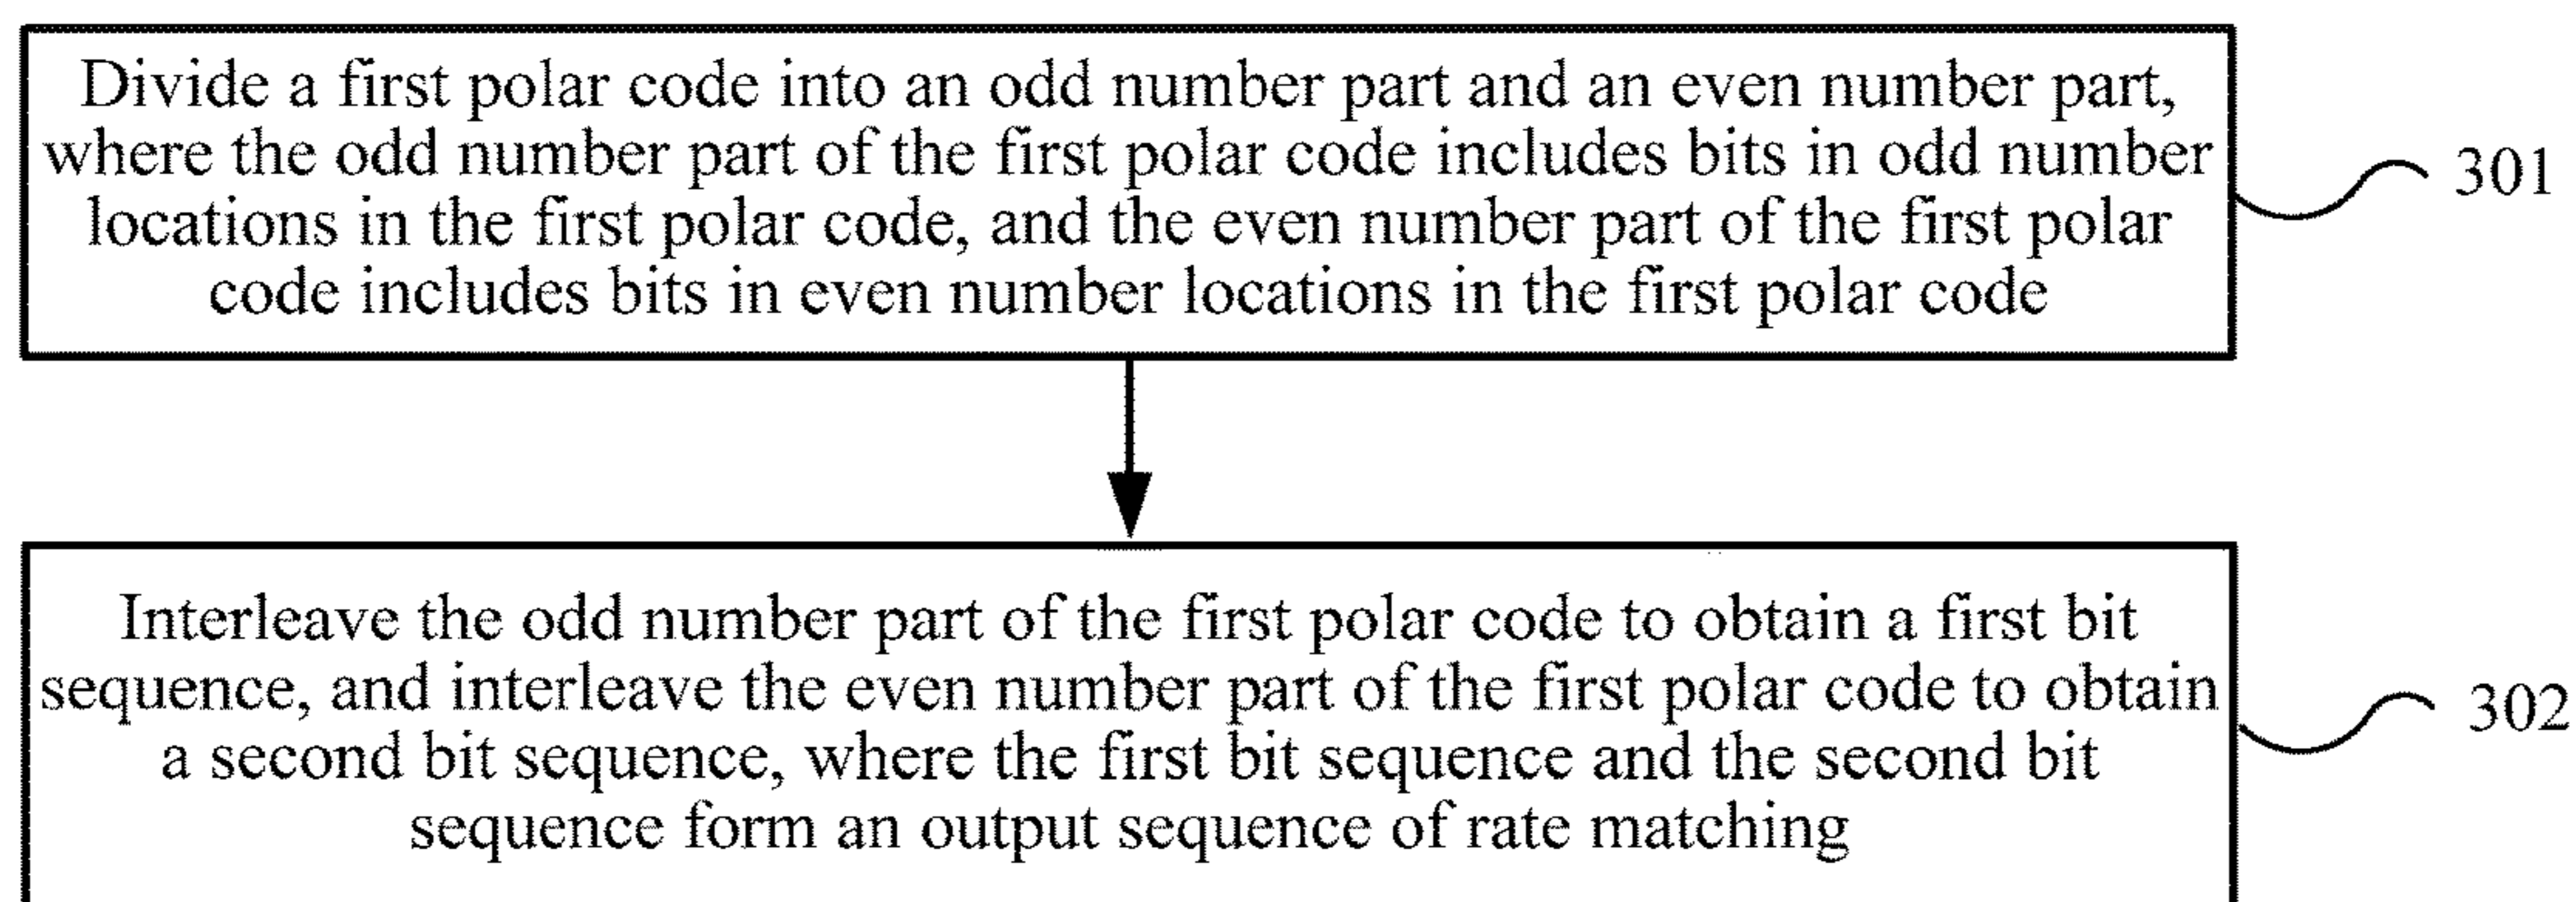 Divide a first polar code into an odd number part and an even number part,
where the odd number part of the first polar code includes bits in odd number
locations in the first polar code, and the even number part of the first polar
code includes bits in even number locations in the first polar code
301
Interleave the odd number part of the first polar code to obtain a first bit
sequence, and interleave the even number part of the first polar code to obtain
a second bit sequence, where the first bit sequence and the second bit
sequence form an output sequence of rate matching
302